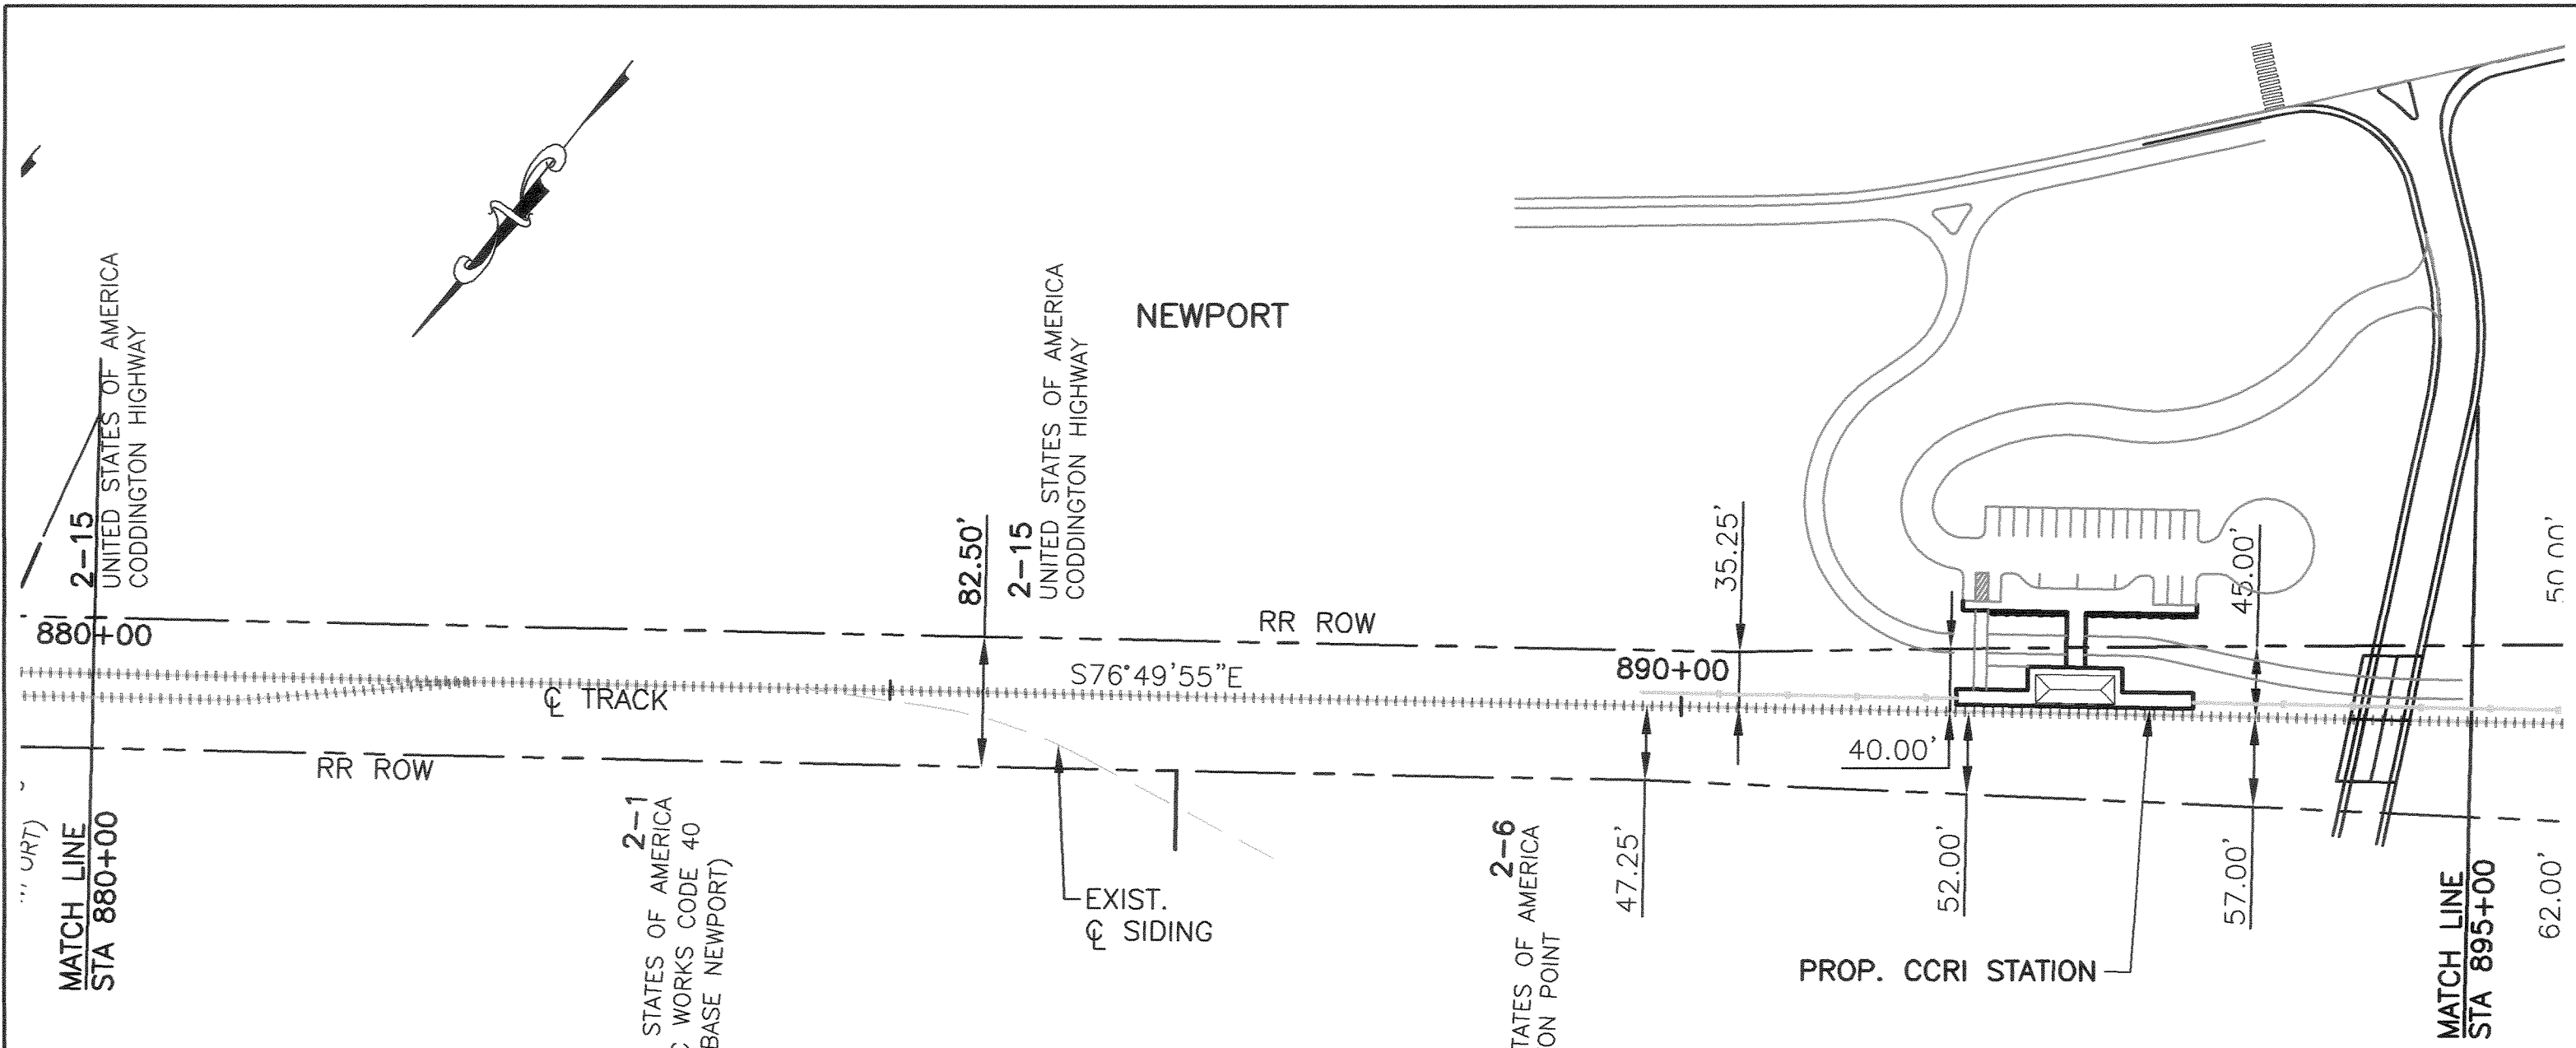 2-15
UNITED STATES OF AMERICA
CODDINGTON HIGHWAY
880+00
MATCH LINE
STA 880+00
RR ROW
℄ TRACK
2-1
STATES OF AMERICA
C WORKS CODE 40
BASE NEWPORT)
82.50'
2-15
UNITED STATES OF AMERICA
CODDINGTON HIGHWAY
NEWPORT
RR ROW
S76°49'55"E
EXIST.
℄ SIDING
2-6
TATES OF AMERICA
ON POINT
890+00
35.25'
47.25'
40.00'
52.00'
45.00'
57.00'
PROP. CCRI STATION
MATCH LINE
STA 895+00
50.00'
62.00'